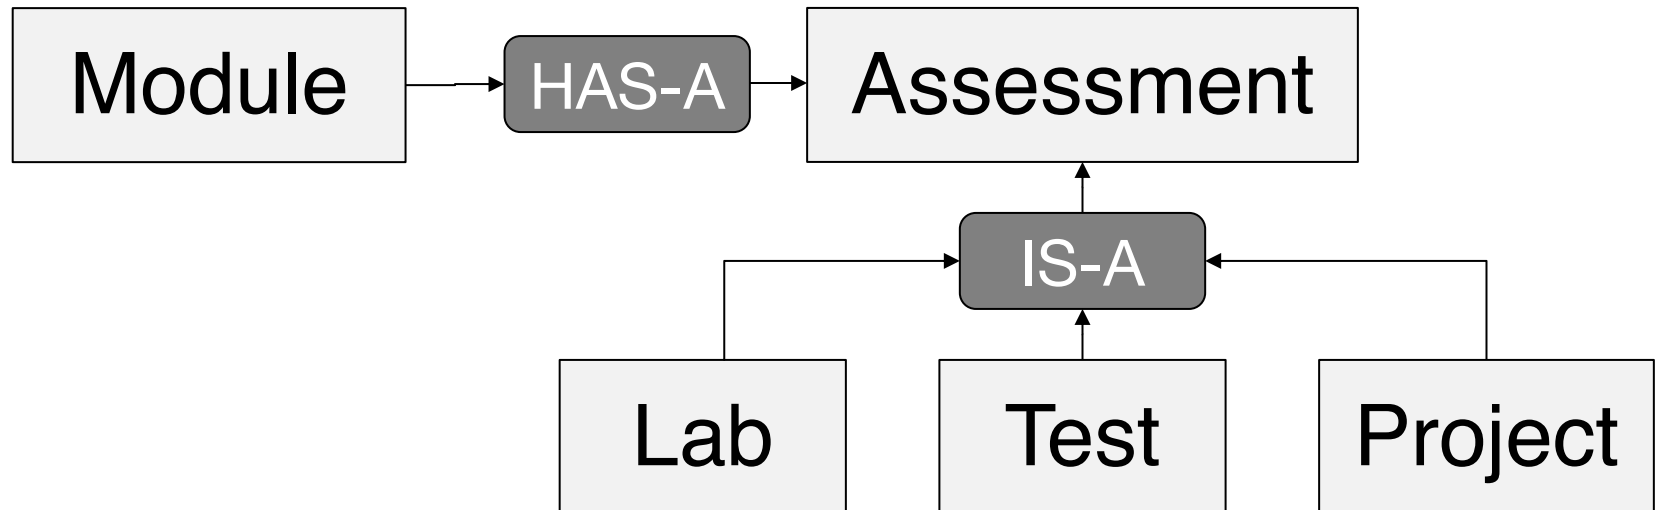 Module
HAS-A
Assessment
IS-A
Lab
Test
Project